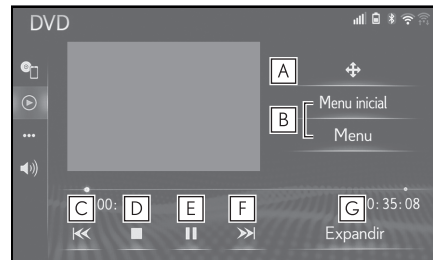 DVD
A
Menu inicial
B
Menu
C 00: D E F G 0:35:08
Expandir